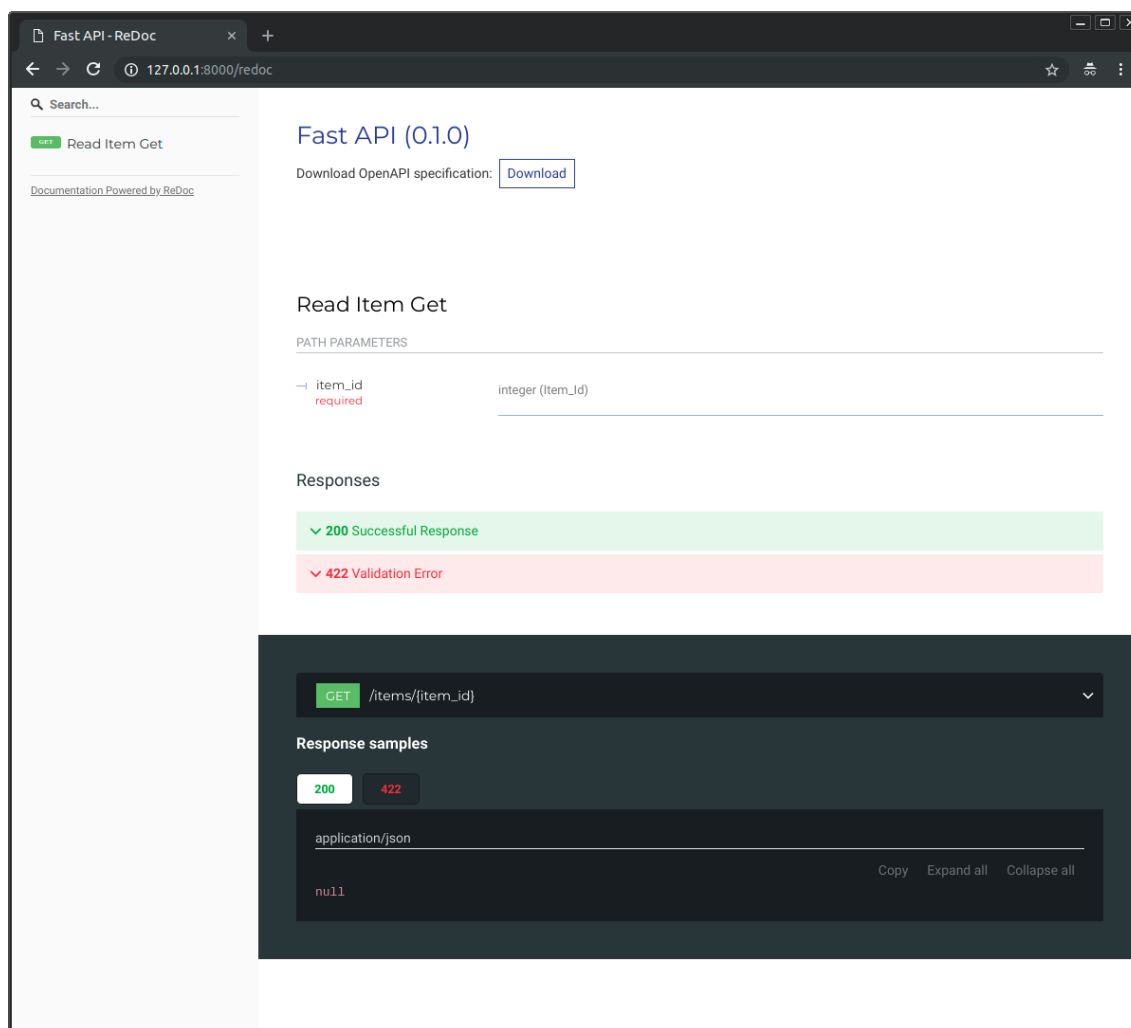 Fast API - ReDoc
127.0.0.1:8000/redoc
Search...
GET Read Item Get
Documentation Powered by ReDoc
Fast API (0.1.0)
Download OpenAPI specification: Download
Read Item Get
PATH PARAMETERS
item_id
required
integer (Item_Id)
Responses
200 Successful Response
422 Validation Error
GET /items/{item_id}
Response samples
200 422
application/json
Copy Expand all Collapse all
null